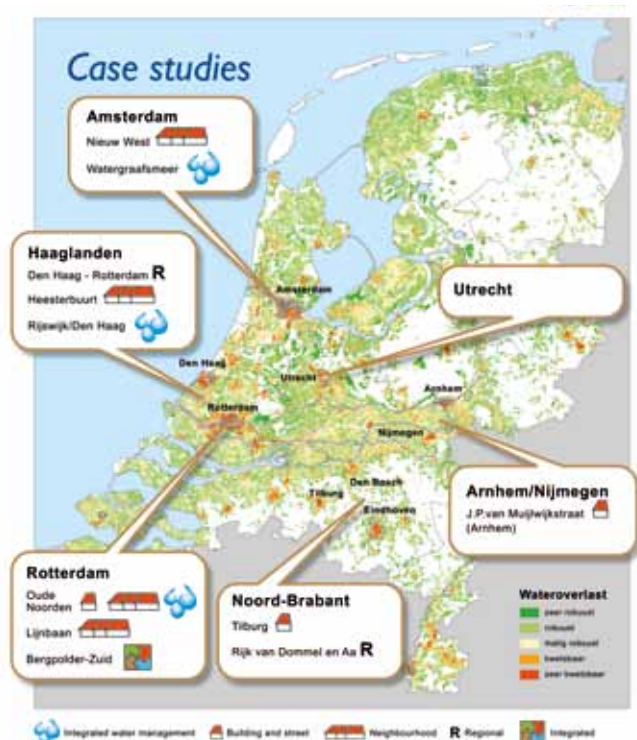 Case studies
Amsterdam
Nieuw West
Watergraafsmeer
Haaglanden
Den Haag - Rotterdam R
Heesterbuurt
Rijswijk/Den Haag
Utrecht
Amsterdam
Den Haag
Utrecht
Arnhem
Rotterdam
Nijmegen
Den Bosch
Tilburg
Eindhoven
Arnhem/Nijmegen
J.P.van Muijlwijkstraat
(Arnhem)
Rotterdam
Oude
Noorden
Lijnbaan
Bergpolder-Zuid
Noord-Brabant
Tilburg
Rijk van Dommel en Aa R
Wateroverlast
zeer robuust
robuust
matig robuust
kwetsbaar
zeer kwetsbaar
Integrated water management Building and street Neighbourhood R Regional Integrated